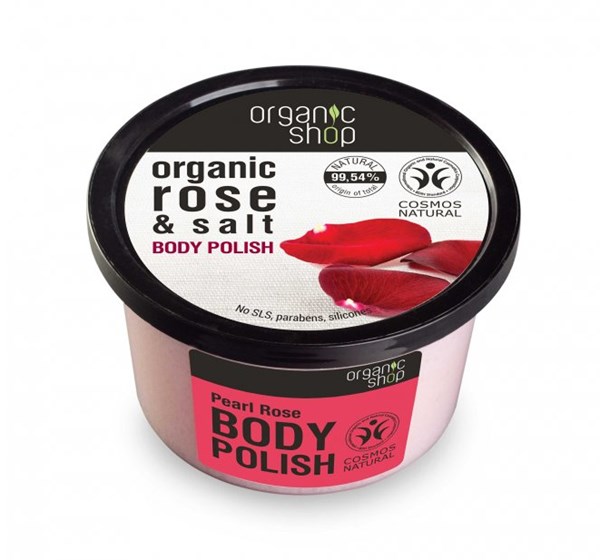 organic
shop
organic
rose
& salt
BODY POLISH
NATURAL
99,54%
origin of total
COSMOS
NATURAL
No SLS, parabens, silicones
organic
shop
Pearl Rose
BODY
POLISH
COSMOS
NATURAL